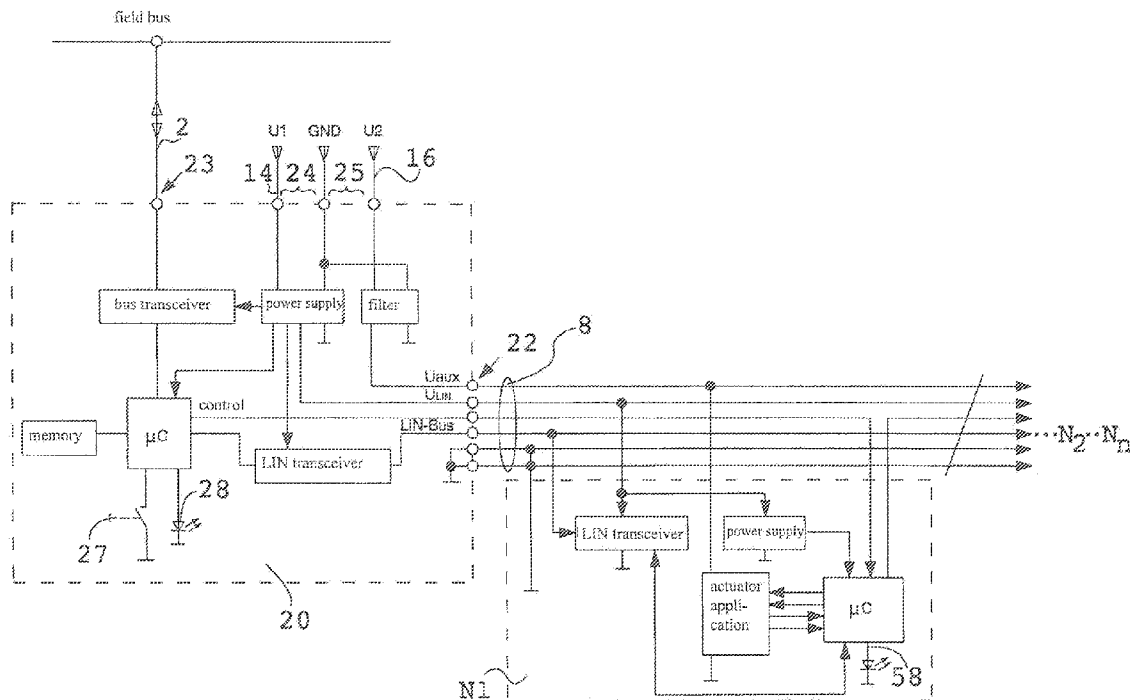 field bus
2
23
U1
GND
U2
14
24
25
16
bus transceiver
power supply
filter
8
22
Uaux
ULIN
control
LIN-Bus
memory
µC
LIN transceiver
N2
Nn
28
27
20
LIN transceiver
power supply
actuator
appli-
cation
µC
58
N1